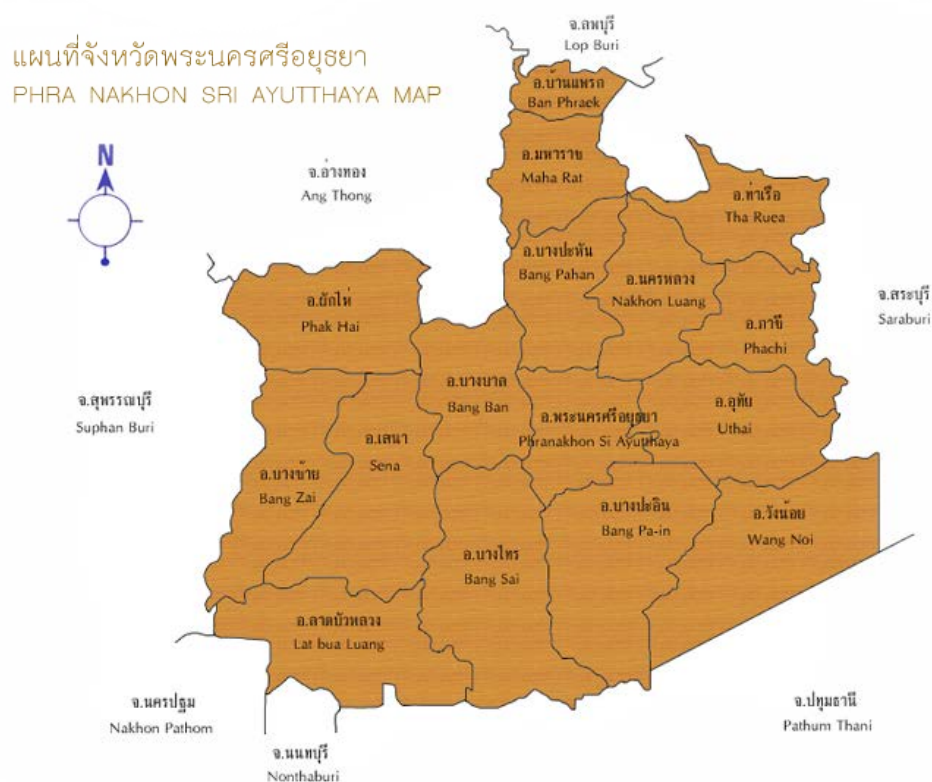 แผนที่จังหวัดพระนครศรีอยุธยา
PHRA NAKHON SRI AYUTTHAYA MAP
N
จ.ลพบุรี
Lop Buri
อ.บ้านแพรก
Ban Phraek
อ.มหาราช
Maha Rat
จ.อ่างทอง
Ang Thong
อ.ท่าเรือ
Tha Ruea
อ.บางปะหัน
Bang Pahan
อ.นครหลวง
Nakhon Luang
จ.สระบุรี
Saraburi
อ.ผักไห่
Phak Hai
อ.ภาชี
Phachi
อ.บางบาล
Bang Ban
จ.สุพรรณบุรี
Suphan Buri
อ.พระนครศรีอยุธยา
Phranakhon Si Ayutthaya
อ.อุทัย
Uthai
อ.เสนา
Sena
อ.บางซ้าย
Bang Zai
อ.บางปะอิน
Bang Pa-in
อ.วังน้อย
Wang Noi
อ.บางไทร
Bang Sai
อ.ลาดบัวหลวง
Lat bua Luang
จ.นครปฐม
Nakhon Pathom
จ.ปทุมธานี
Pathum Thani
จ.นนทบุรี
Nonthaburi